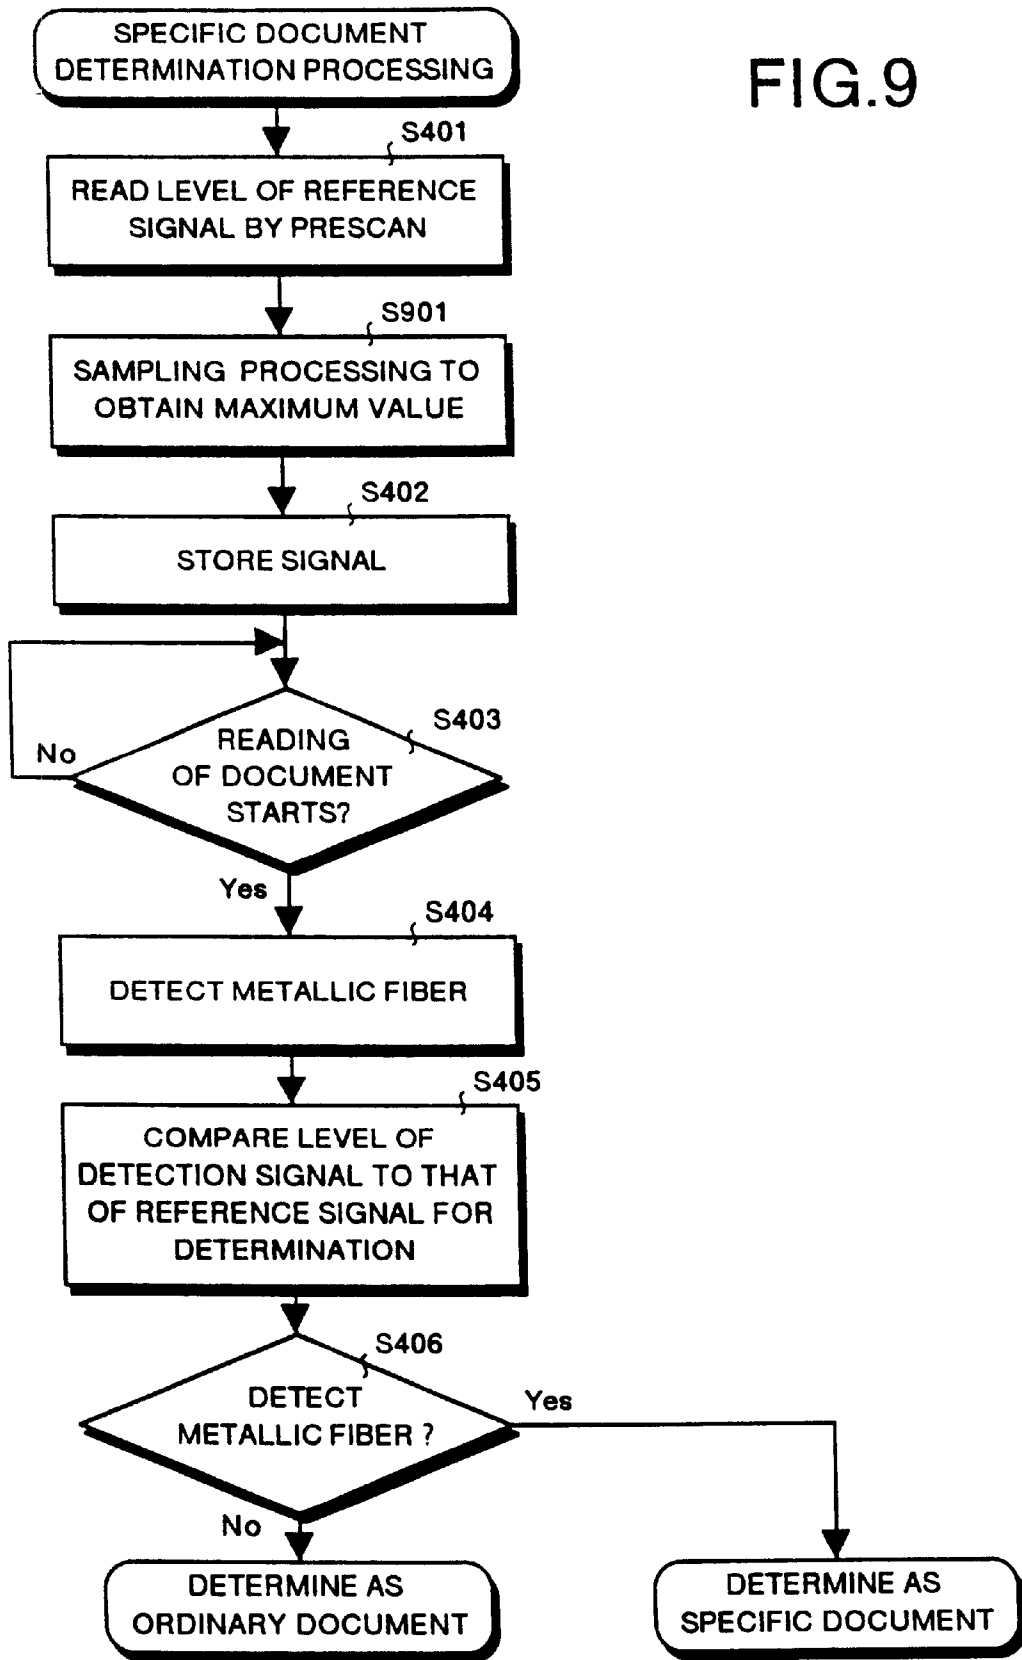 SPECIFIC DOCUMENT
DETERMINATION PROCESSING
FIG.9
S401
READ LEVEL OF REFERENCE
SIGNAL BY PRESCAN
S901
SAMPLING PROCESSING TO
OBTAIN MAXIMUM VALUE
S402
STORE SIGNAL
S403
READING
OF DOCUMENT
STARTS?
No
Yes
S404
DETECT METALLIC FIBER
S405
COMPARE LEVEL OF
DETECTION SIGNAL TO THAT
OF REFERENCE SIGNAL FOR
DETERMINATION
S406
DETECT
METALLIC FIBER ?
Yes
No
DETERMINE AS
ORDINARY DOCUMENT
DETERMINE AS
SPECIFIC DOCUMENT